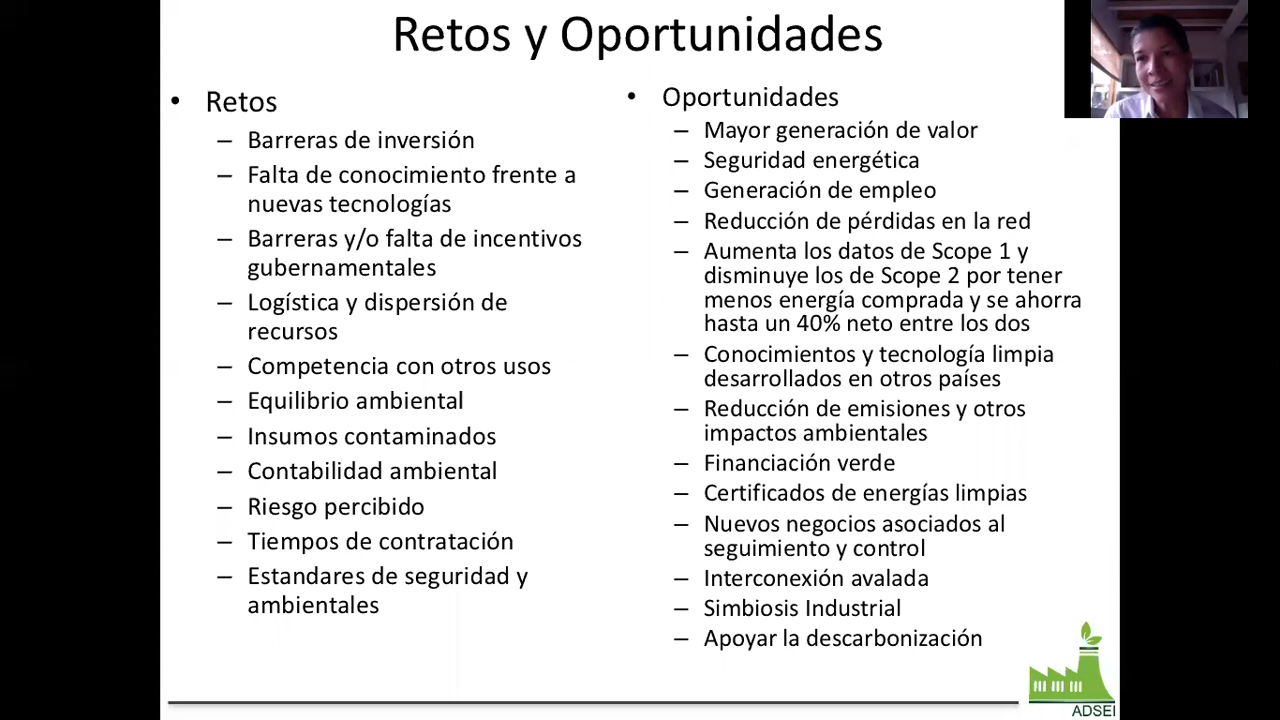 Retos y Oportunidades
• Retos
– Barreras de inversión
– Falta de conocimiento frente a
nuevas tecnologías
– Barreras y/o falta de incentivos
gubernamentales
– Logística y dispersión de
recursos
– Competencia con otros usos
– Equilibrio ambiental
– Insumos contaminados
– Contabilidad ambiental
– Riesgo percibido
– Tiempos de contratación
– Estandares de seguridad y
ambientales
• Oportunidades
– Mayor generación de valor
– Seguridad energética
– Generación de empleo
– Reducción de pérdidas en la red
– Aumenta los datos de Scope 1 y
disminuye los de Scope 2 por tener
menos energía comprada y se ahorra
hasta un 40% neto entre los dos
– Conocimientos y tecnología limpia
desarrollados en otros países
– Reducción de emisiones y otros
impactos ambientales
– Financiación verde
– Certificados de energías limpias
– Nuevos negocios asociados al
seguimiento y control
– Interconexión avalada
– Simbiosis Industrial
– Apoyar la descarbonización
ADSEI